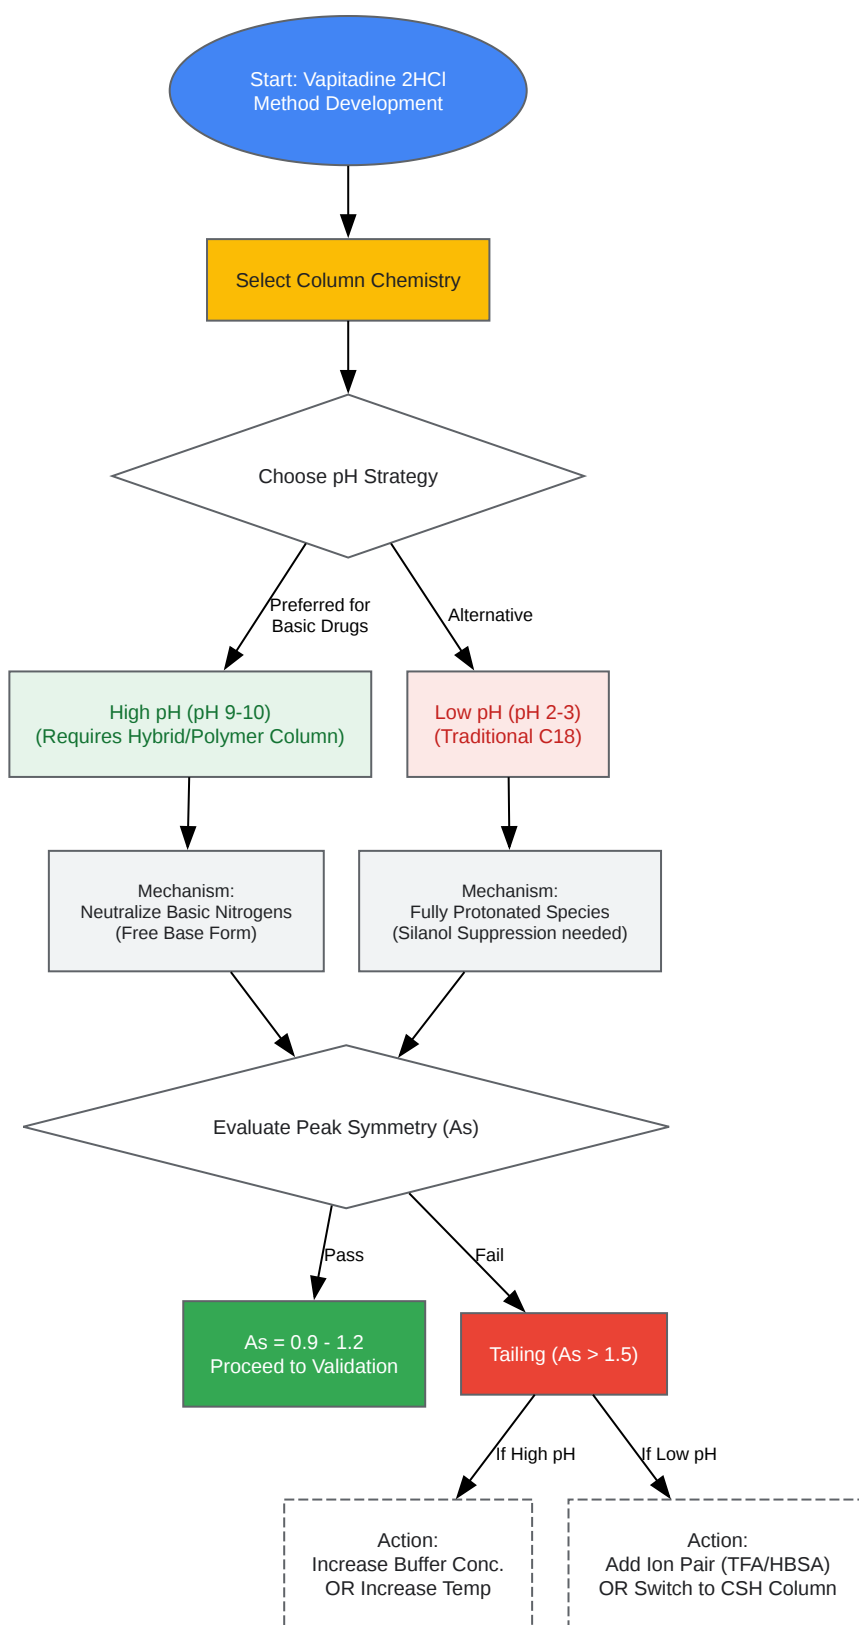 Start: Vapitadine 2HCl
Method Development
Select Column Chemistry
Choose pH Strategy
Preferred for
Basic Drugs
Alternative
High pH (pH 9-10)
(Requires Hybrid/Polymer Column)
Low pH (pH 2-3)
(Traditional C18)
Mechanism:
Neutralize Basic Nitrogens
(Free Base Form)
Mechanism:
Fully Protonated Species
(Silanol Suppression needed)
Evaluate Peak Symmetry (As)
Pass
Fail
As = 0.9 - 1.2
Proceed to Validation
Tailing (As > 1.5)
If High pH
If Low pH
Action:
Increase Buffer Conc.
OR Increase Temp
Action:
Add Ion Pair (TFA/HBSA)
OR Switch to CSH Column